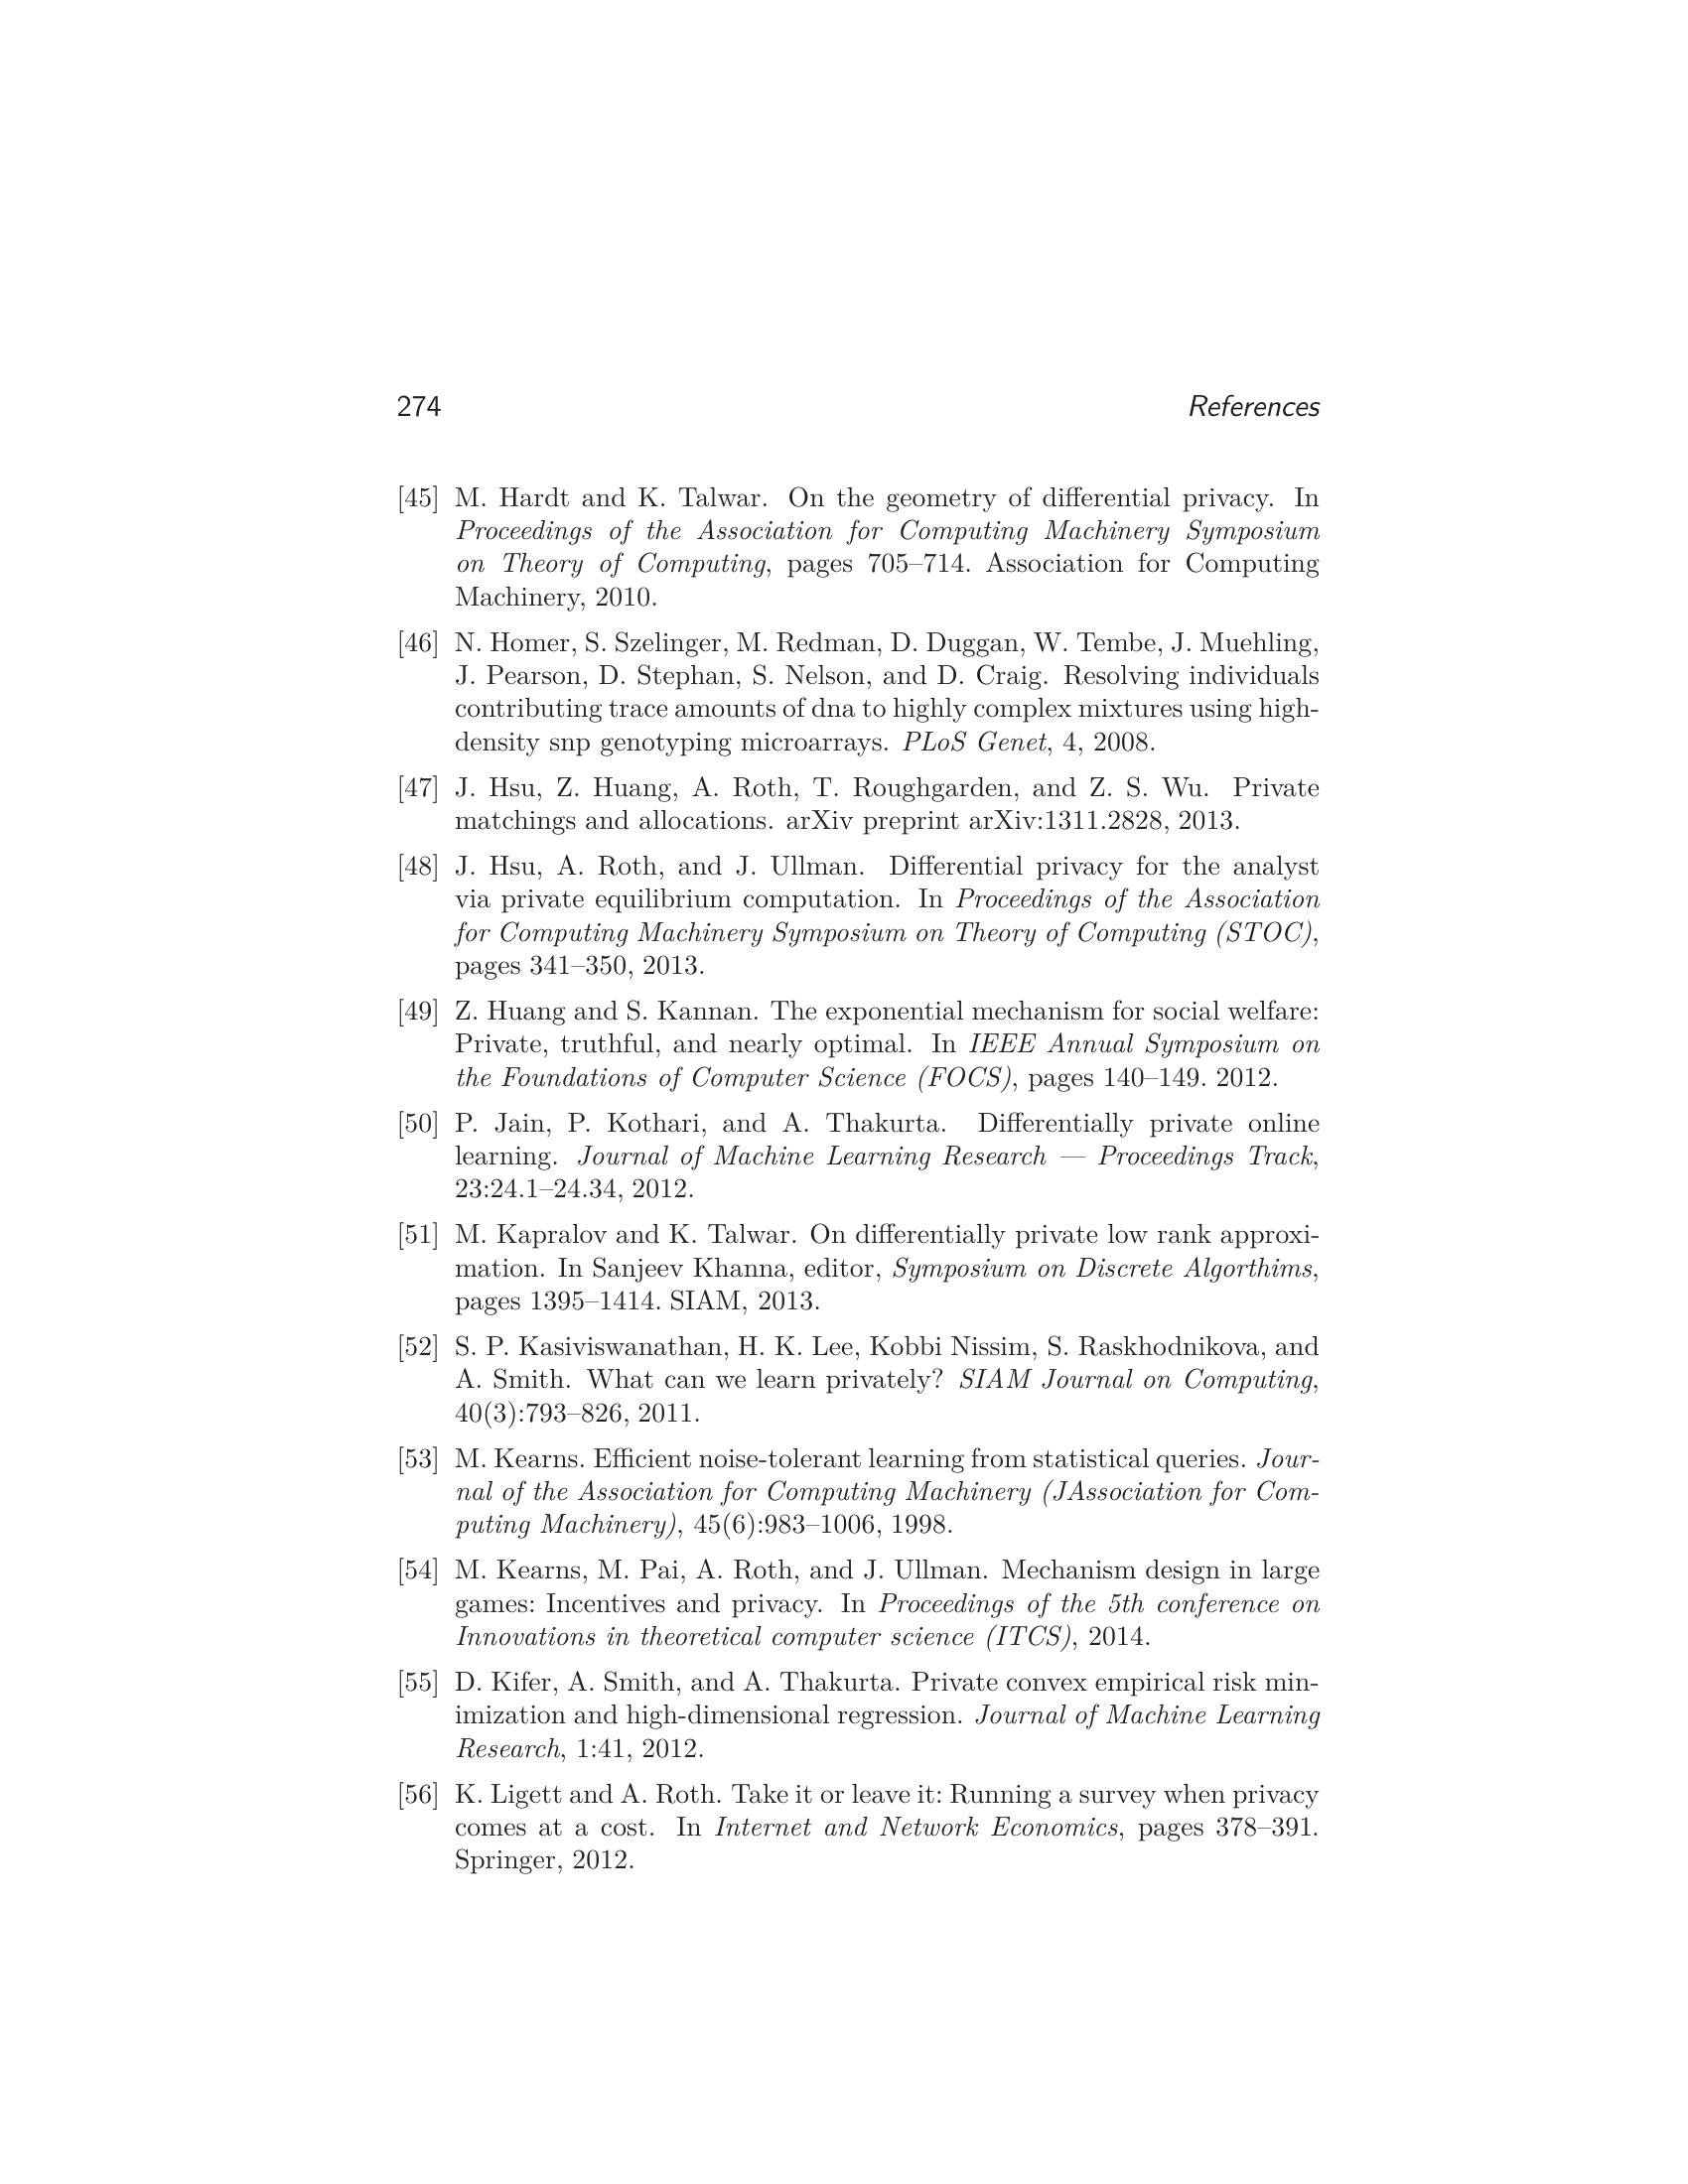 274 References
[45] M. Hardt and K. Talwar. On the geometry of differential privacy. In
Proceedings of the Association for Computing Machinery Symposium
on Theory of Computing, pages 705–714. Association for Computing
Machinery, 2010.
[46] N. Homer, S. Szelinger, M. Redman, D. Duggan, W. Tembe, J. Muehling,
J. Pearson, D. Stephan, S. Nelson, and D. Craig. Resolving individuals
contributing trace amounts of dna to highly complex mixtures using high-
density snp genotyping microarrays. PLoS Genet, 4, 2008.
[47] J. Hsu, Z. Huang, A. Roth, T. Roughgarden, and Z. S. Wu. Private
matchings and allocations. arXiv preprint arXiv:1311.2828, 2013.
[48] J. Hsu, A. Roth, and J. Ullman. Differential privacy for the analyst
via private equilibrium computation. In Proceedings of the Association
for Computing Machinery Symposium on Theory of Computing (STOC),
pages 341–350, 2013.
[49] Z. Huang and S. Kannan. The exponential mechanism for social welfare:
Private, truthful, and nearly optimal. In IEEE Annual Symposium on
the Foundations of Computer Science (FOCS), pages 140–149. 2012.
[50] P. Jain, P. Kothari, and A. Thakurta. Differentially private online
learning. Journal of Machine Learning Research — Proceedings Track,
23:24.1–24.34, 2012.
[51] M. Kapralov and K. Talwar. On differentially private low rank approxi-
mation. In Sanjeev Khanna, editor, Symposium on Discrete Algorthims,
pages 1395–1414. SIAM, 2013.
[52] S. P. Kasiviswanathan, H. K. Lee, Kobbi Nissim, S. Raskhodnikova, and
A. Smith. What can we learn privately? SIAM Journal on Computing,
40(3):793–826, 2011.
[53] M. Kearns. Efficient noise-tolerant learning from statistical queries. Jour-
nal of the Association for Computing Machinery (JAssociation for Com-
puting Machinery), 45(6):983–1006, 1998.
[54] M. Kearns, M. Pai, A. Roth, and J. Ullman. Mechanism design in large
games: Incentives and privacy. In Proceedings of the 5th conference on
Innovations in theoretical computer science (ITCS), 2014.
[55] D. Kifer, A. Smith, and A. Thakurta. Private convex empirical risk min-
imization and high-dimensional regression. Journal of Machine Learning
Research, 1:41, 2012.
[56] K. Ligett and A. Roth. Take it or leave it: Running a survey when privacy
comes at a cost. In Internet and Network Economics, pages 378–391.
Springer, 2012.